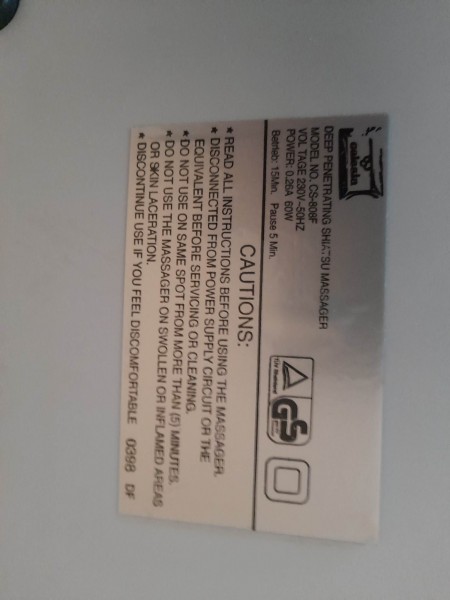 DEEP PENETRATING SHIATSU MASSAGER
MODEL NO. CS-808F
VOLTAGE 230V~50HZ
POWER: 0.26A 60W
Betrieb: 15Min. Pause 5 Min.
GS
CAUTIONS:
★ READ ALL INSTRUCTIONS BEFORE USING THE MASSAGER.
★ DISCONNECTED FROM POWER SUPPLY CIRCUIT OR THE
EQUIVALENT BEFORE SERVICING OR CLEANING.
★ DO NOT USE ON SAME SPOT FROM MORE THAN (5) MINUTES.
★ DO NOT USE THE MASSAGER ON SWOLLEN OR INFLAMED AREAS
OR SKIN LACERATION.
★ DISCONTINUE USE IF YOU FEEL DISCOMFORTABLE 0398 DF